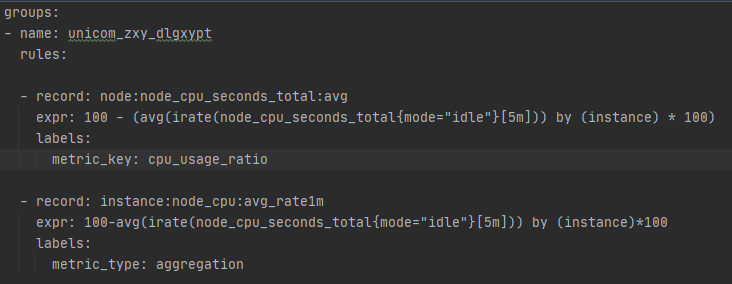 groups:
- name: unicom_zxy_dlgxypt
  rules:
  - record: node:node_cpu_seconds_total:avg
    expr: 100 - (avg(irate(node_cpu_seconds_total{mode="idle"}[5m])) by (instance) * 100)
    labels:
      metric_key: cpu_usage_ratio
  - record: instance:node_cpu:avg_rate1m
    expr: 100-avg(irate(node_cpu_seconds_total{mode="idle"}[5m])) by (instance)*100
    labels:
      metric_type: aggregation